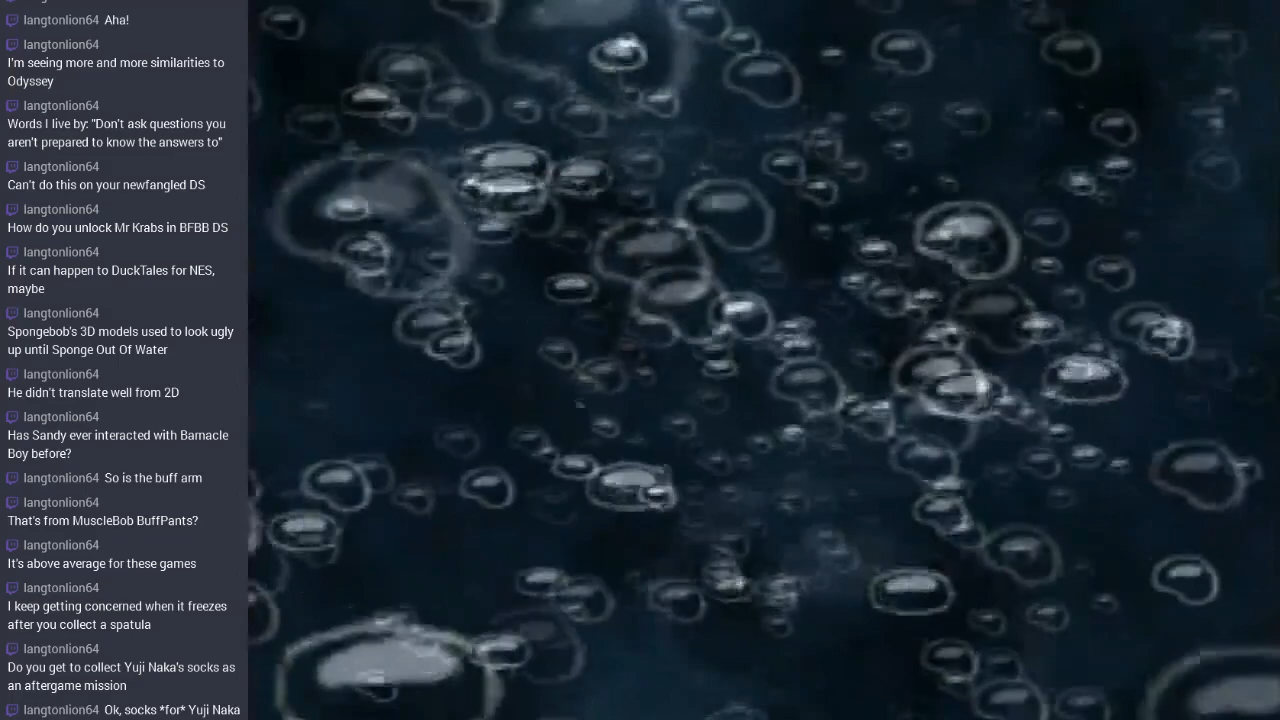 langtonlion64 Aha!
langtonlion64
I'm seeing more and more similarities to
Odyssey
langtonlion64
Words I live by: "Don't ask questions you
aren't prepared to know the answers to"
langtonlion64
Can't do this on your newfangled DS
langtonlion64
How do you unlock Mr Krabs in BFBB DS
langtonlion64
If it can happen to DuckTales for NES,
maybe
langtonlion64
Spongebob's 3D models used to look ugly
up until Sponge Out Of Water
langtonlion64
He didn't translate well from 2D
langtonlion64
Has Sandy ever interacted with Barnacle
Boy before?
langtonlion64 So is the buff arm
langtonlion64
That's from MuscleBob BuffPants?
langtonlion64
It's above average for these games
langtonlion64
I keep getting concerned when it freezes
after you collect a spatula
langtonlion64
Do you get to collect Yuji Naka's socks as
an aftergame mission
langtonlion64 Ok, socks *for* Yuji Naka